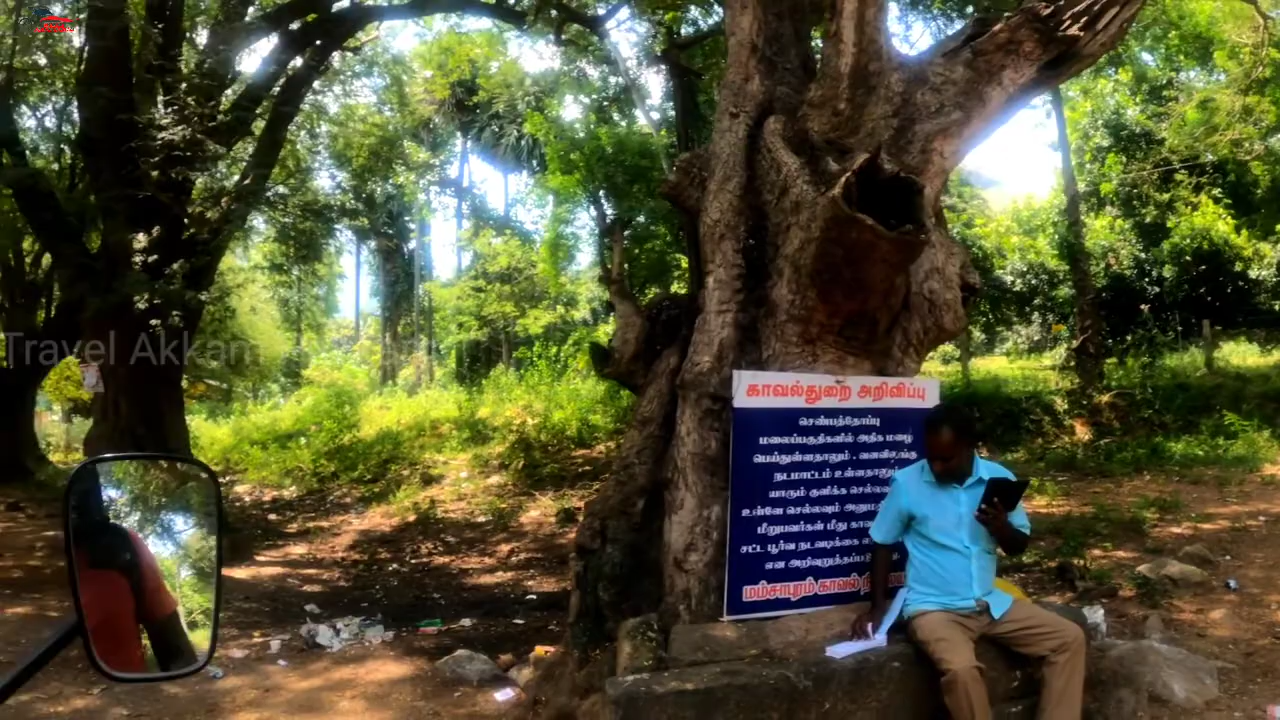 Travel Akkam
காவல்துறை அறிவிப்பு
செண்பத்தோப்பு
மலைப்பகுதிகளில் அதிக மழை
பெய்துள்ளதாலும். வனவிலங்கு
நடமாட்டம் உள்ளதாலும்
யாரும் குளிக்க செல்லவு
உள்ளே செல்லவும் அனும
மீறுபவர்கள் மீது காவ
சட்ட பூர்வ நடவடிக்கை எ
என அறிவுறுத்தப்ப
மம்சாபுரம் காவல் நி